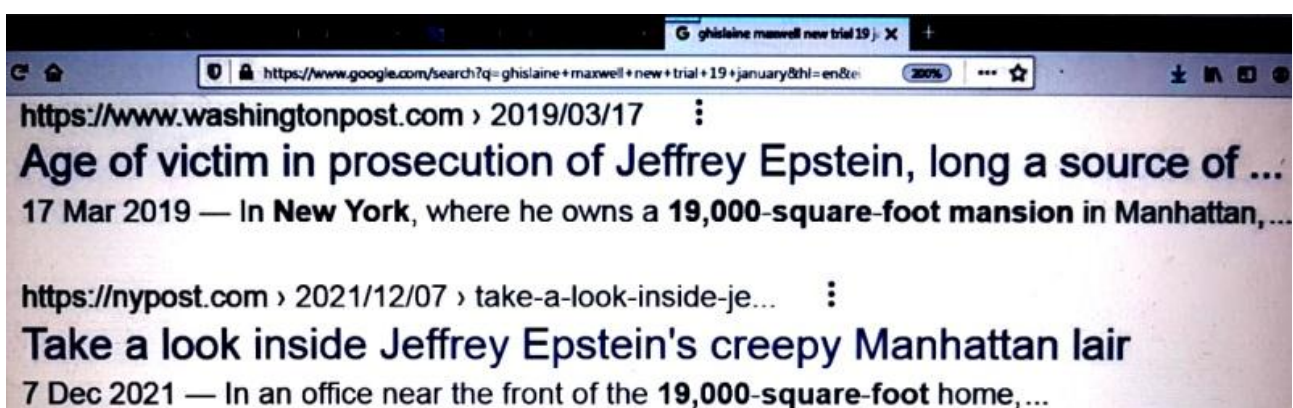 G ghislaine maxwell new trial 19 j
https://www.google.com/search?q=ghislaine+maxwell+new+trial+19+january&hl=en&ei 200%
https://www.washingtonpost.com › 2019/03/17
Age of victim in prosecution of Jeffrey Epstein, long a source of ...
17 Mar 2019 — In New York, where he owns a 19,000-square-foot mansion in Manhattan,...
https://nypost.com › 2021/12/07 › take-a-look-inside-je...
Take a look inside Jeffrey Epstein's creepy Manhattan lair
7 Dec 2021 — In an office near the front of the 19,000-square-foot home,...